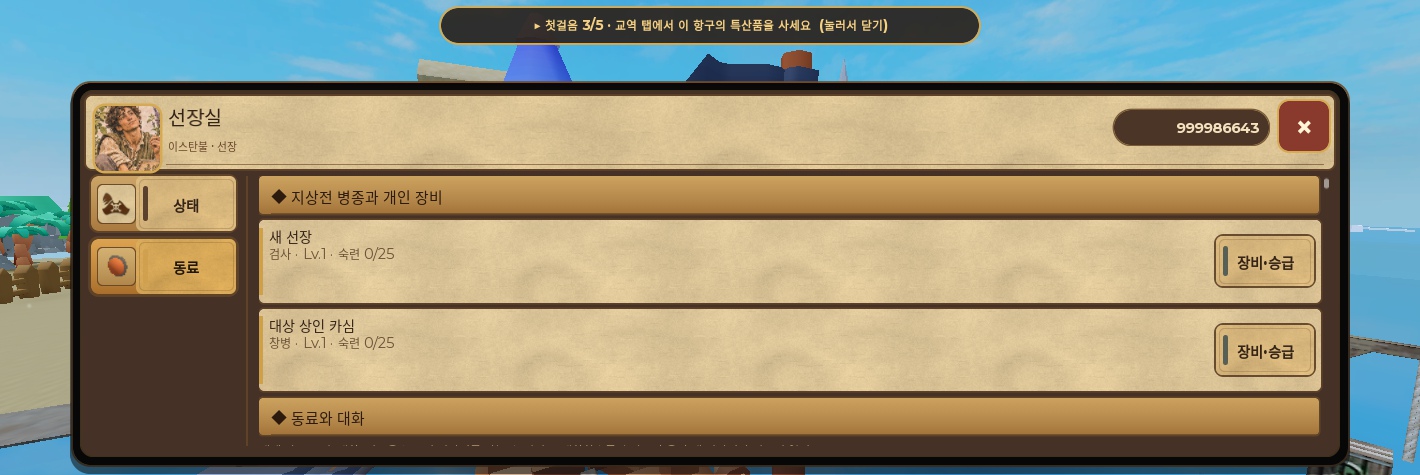 ▸ 첫걸음 3/5 · 교역 탭에서 이 항구의 특산품을 사세요 (눌러서 닫기)
선장실
이스탄불 · 선장
999986643
×
상태
동료
◆ 지상전 병종과 개인 장비
새 선장
검사 · Lv.1 · 숙련 0/25
장비·승급
대상 상인 카심
창병 · Lv.1 · 숙련 0/25
장비·승급
◆ 동료와 대화